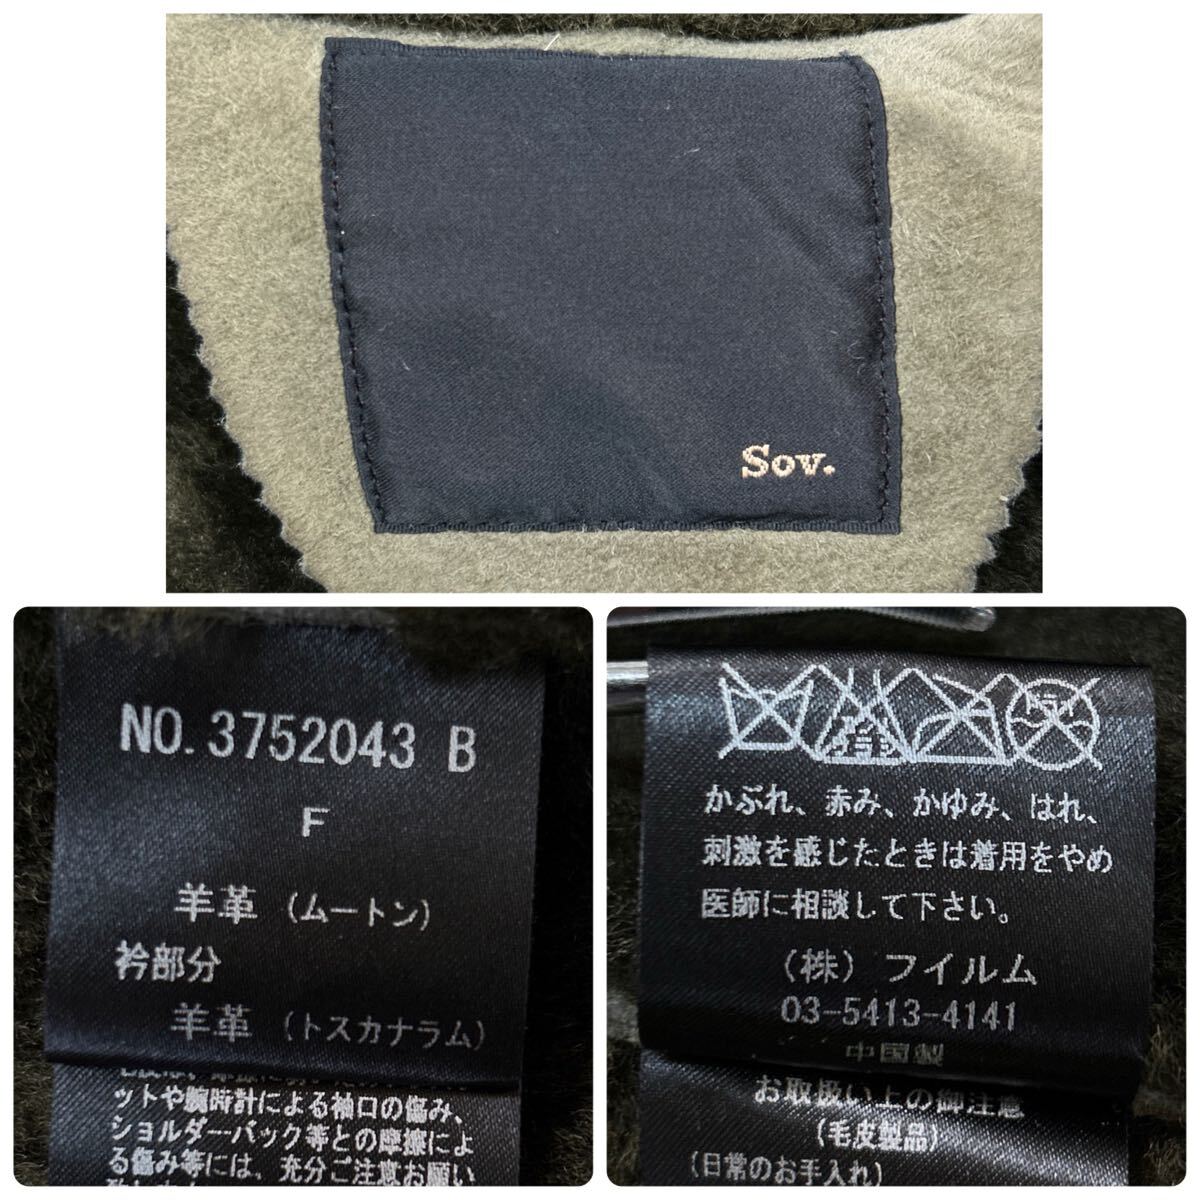 Sov.
NO.3752043 B
F
羊革 (ムートン)
衿部分
羊革 (トスカナラム)
ットや腕時計による袖口の傷み、
ショルダーバック等との摩擦によ
る傷み等には、充分ご注意お願い
かぶれ、赤み、かゆみ、はれ、
刺激を感じたときは着用をやめ
医師に相談して下さい。
(株) フイルム
03-5413-4141
中国製
お取扱い上の御注意
(毛皮製品)
(日常のお手入れ)